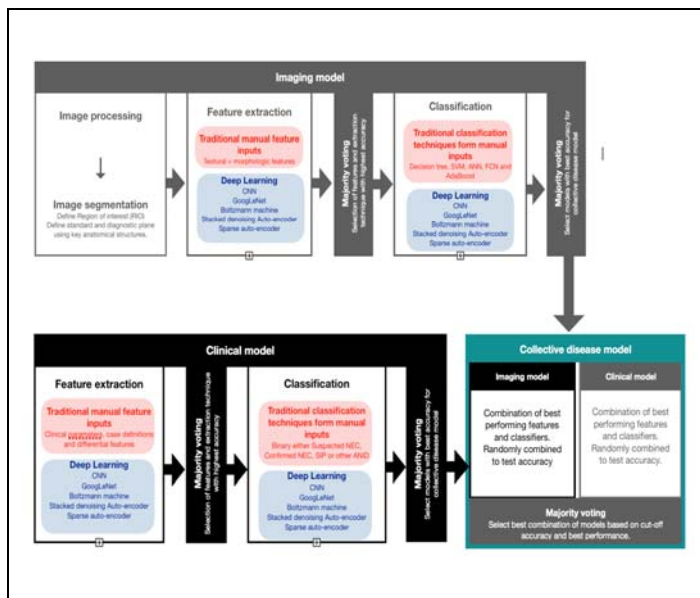 Imaging model
Image processing
Image segmentation
Define Region of interest (RIO)
Define standard and diagnostic plane
using key anatomical structures.
Feature extraction
Traditional manual feature
inputs
Textural + morphologic features
Deep Learning
CNN
GoogLeNet
Boltzmann machine
Stacked denoising Auto-encoder
Sparse auto-encoder
Majority voting
Selection of features and extraction
technique with highest accuracy
Classification
Traditional classification
techniques form manual
inputs
Decision tree, SVM, ANN, FCN and
AdaBoost
Deep Learning
CNN
GoogLeNet
Boltzmann machine
Stacked denoising Auto-encoder
Sparse auto-encoder
Majority voting
Select models with best accuracy for
collective disease model
Clinical model
Feature extraction
Traditional manual feature
inputs
Clinical parameters, case definitions
and differential features
Deep Learning
CNN
GoogLeNet
Boltzmann machine
Stacked denoising Auto-encoder
Sparse auto-encoder
Majority voting
Selection of features and extraction technique
with highest accuracy
Classification
Traditional classification
techniques form manual
inputs
Binary either Suspected NEC,
Confirmed NEC, SIP or other ANID
Deep Learning
CNN
GoogLeNet
Boltzmann machine
Stacked denoising Auto-encoder
Sparse auto-encoder
Majority voting
Select models with best accuracy for
collective disease model
Collective disease model
Imaging model
Combination of best
performing features
and classifiers.
Randomly combined
to test accuracy
Clinical model
Combination of best
performing features
and classifiers.
Randomly combined
to test accuracy.
Majority voting
Select best combination of models based on cut-off
accuracy and best performance.